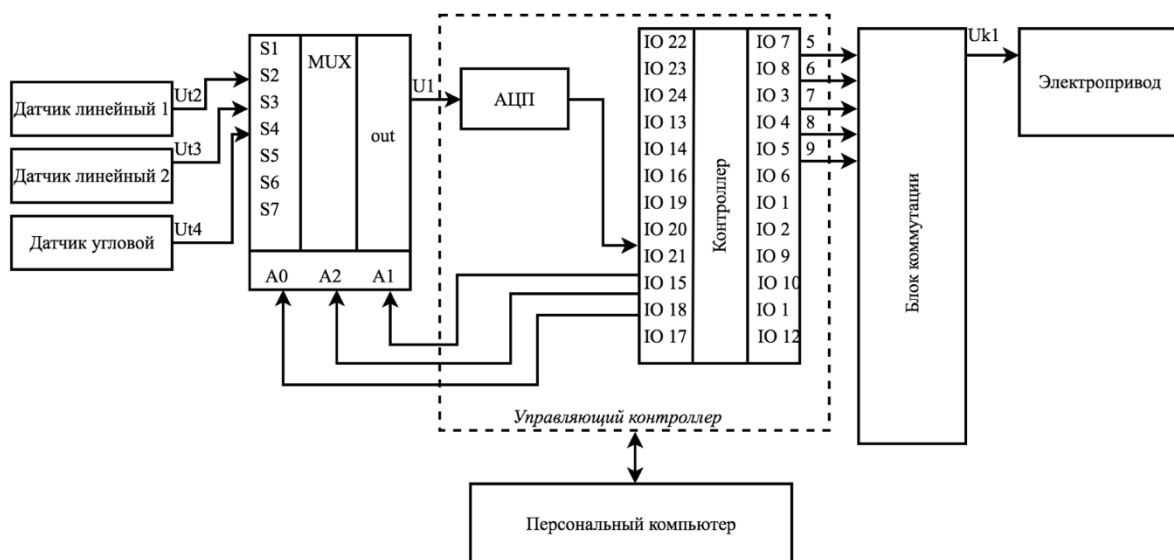 Датчик линейный 1
Датчик линейный 2
Датчик угловой
Ut2
Ut3
Ut4
S1
S2
S3
S4
S5
S6
S7
MUX
out
A0 A2 A1
U1
АЦП
IO 22
IO 23
IO 24
IO 13
IO 14
IO 16
IO 19
IO 20
IO 21
IO 15
IO 18
IO 17
Контроллер
IO 7
IO 8
IO 3
IO 4
IO 5
IO 6
IO 1
IO 2
IO 9
IO 10
IO 1
IO 12
5
6
7
8
9
Управляющий контроллер
Блок коммутации
Uk1
Электропривод
Персональный компьютер